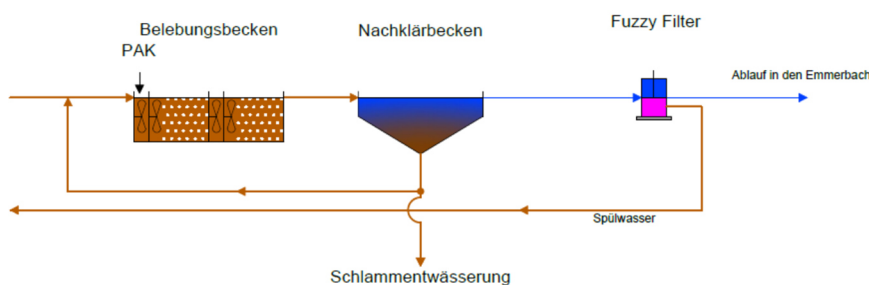 Belebungsbecken
PAK
Nachklärbecken
Fuzzy Filter
Ablauf in den Emmerbach
Spülwasser
Schlammentwässerung